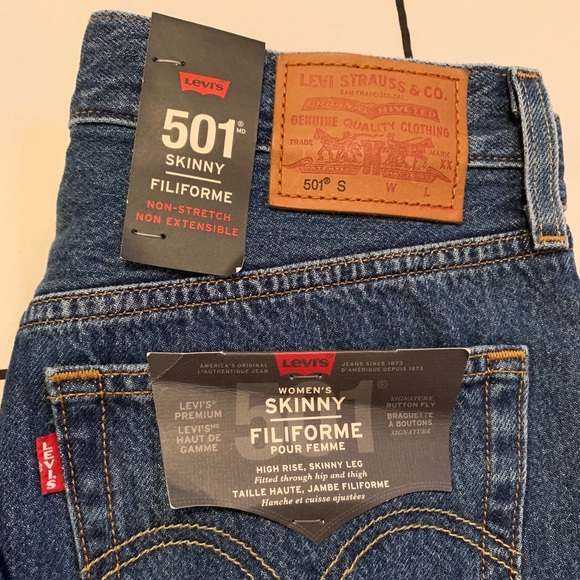 Levi's
501® MD
SKINNY
FILIFORME
NON-STRETCH
NON EXTENSIBLE
LEVI STRAUSS & CO.
SAN FRANCISCO, CAL.
ORIGINAL RIVETED
GENUINE QUALITY CLOTHING
TRADE MARK
XX
501® S W L
AMERICA'S ORIGINAL
L'AUTHENTIQUE JEAN
Levi's
JEANS SINCE 1873
D'AMÉRIQUE DEPUIS 1873
501®
WOMEN'S
SKINNY
FILIFORME
POUR FEMME
LEVI'S®
PREMIUM
LEVI'S MD
HAUT DE
GAMME
SIGNATURE
BUTTON FLY
BRAGUETTE
À BOUTONS
SIGNATURE
HIGH RISE, SKINNY LEG
Fitted through hip and thigh
TAILLE HAUTE, JAMBE FILIFORME
Hanche et cuisse ajustées
LEVI'S